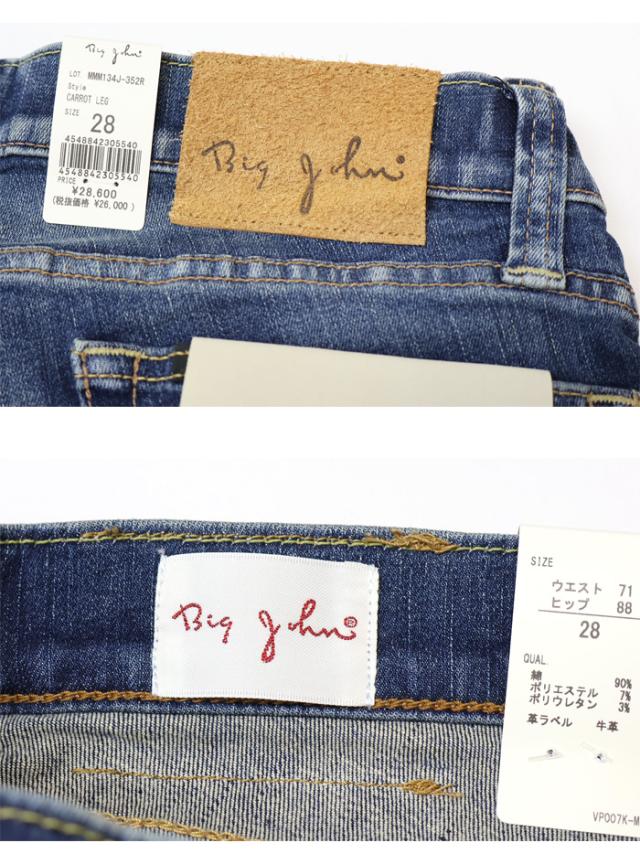 Big John
LOT. MMM134J-352R
Style
CARROT LEG
SIZE
28
4548842305540
4548842305540
PRICE
¥28,600
(税抜価格 ¥26,000)
Big John
Big John
SIZE
ウエスト 71
ヒップ 88
28
QUAL.
綿 90%
ポリエステル 7%
ポリウレタン 3%
革ラベル 牛革
VP007K-M